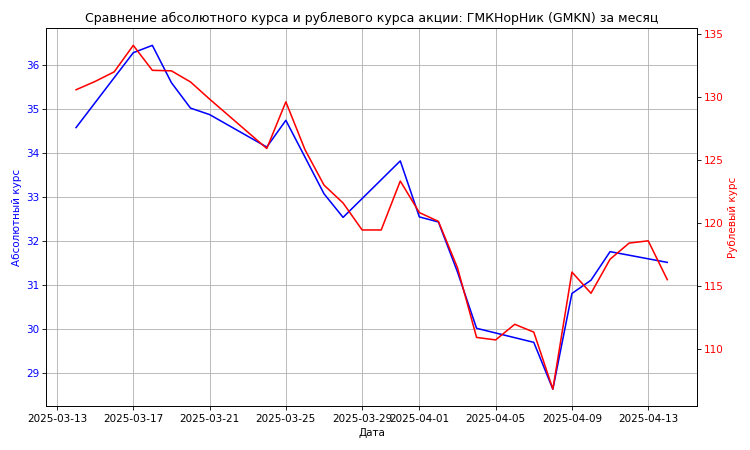 Сравнение абсолютного курса и рублевого курса акции: ГМКНорНик (GMKN) за месяц
Абсолютный курс
36
35
34
33
32
31
30
29
135
130
125
120
115
110
Рублевый курс
2025-03-13 2025-03-17 2025-03-21 2025-03-25 2025-03-29 2025-04-01 2025-04-05 2025-04-09 2025-04-13
Дата